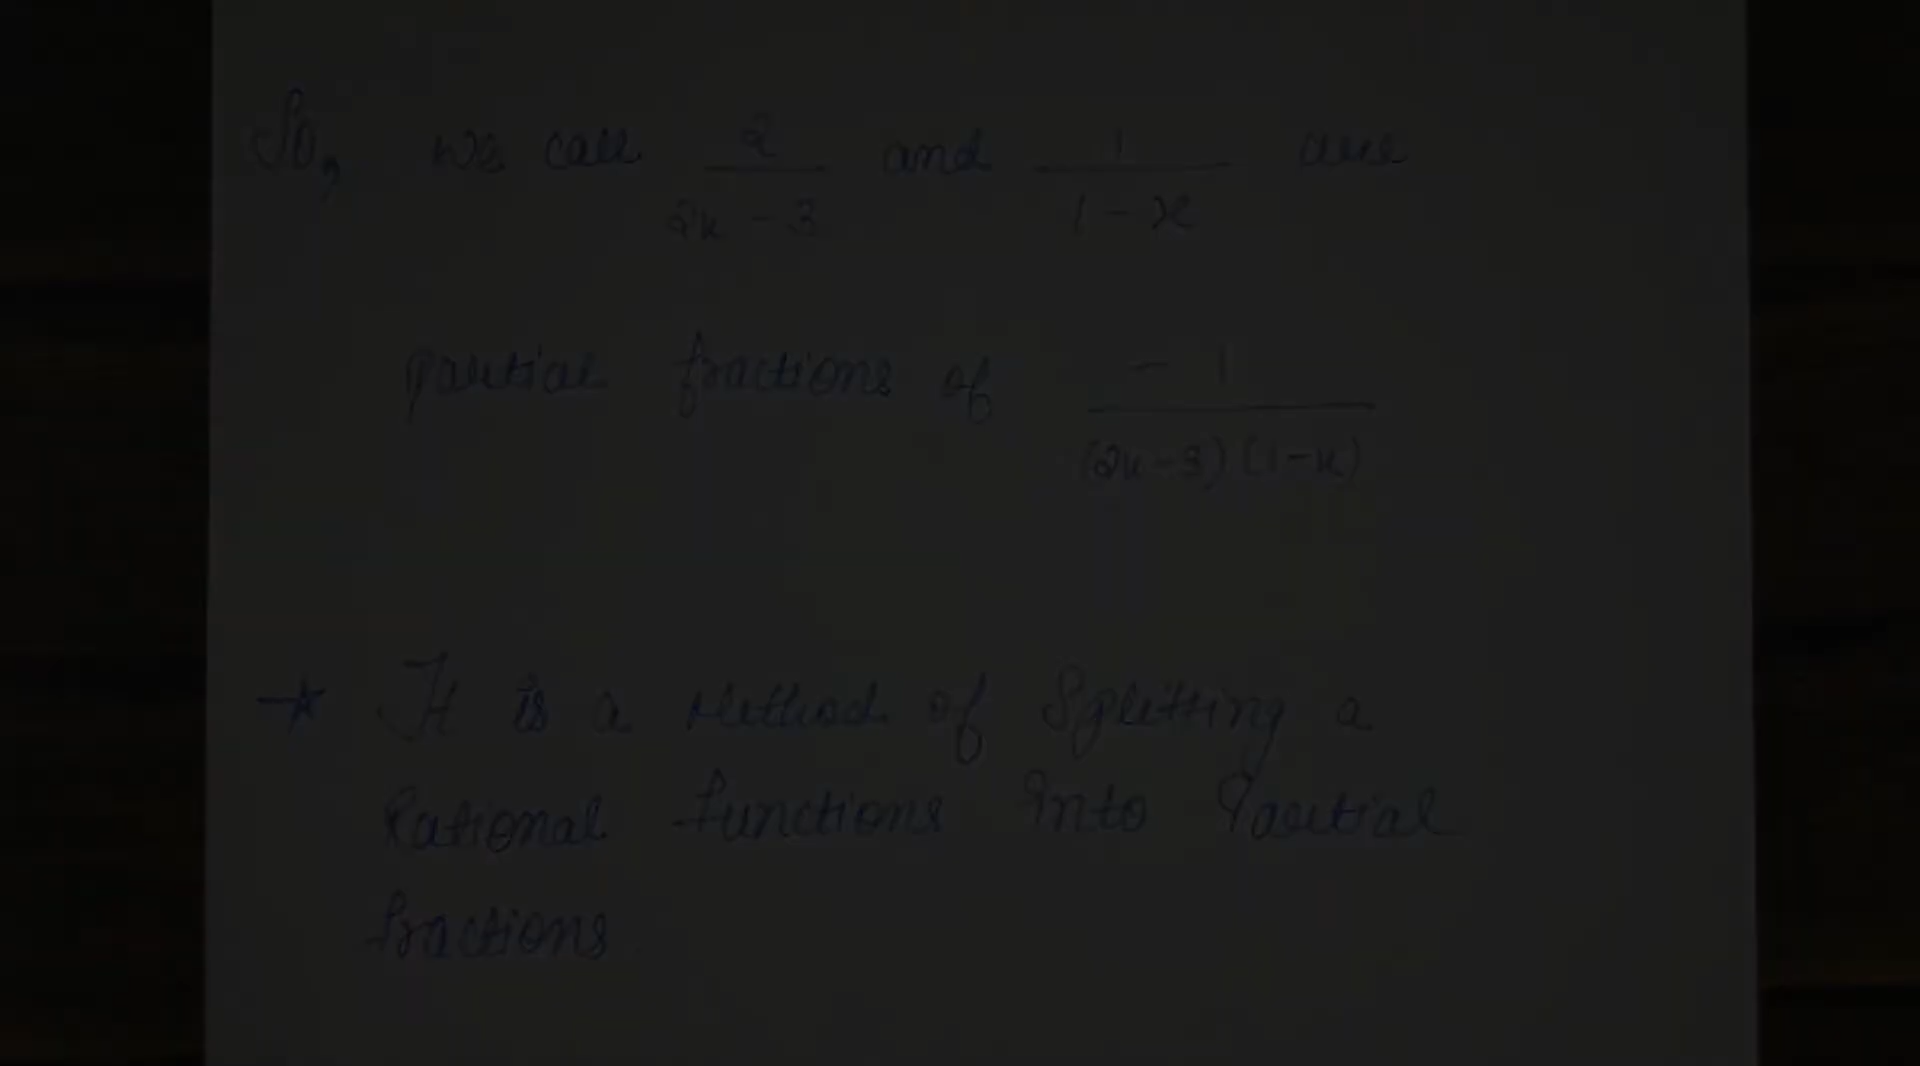 So, we call 2/(2x - 3) and 1/(1 - x) are
partial fractions of - 1/((2x-3)(1-x))
→ It is a Method of Splitting a
Rational functions into Partial
fractions